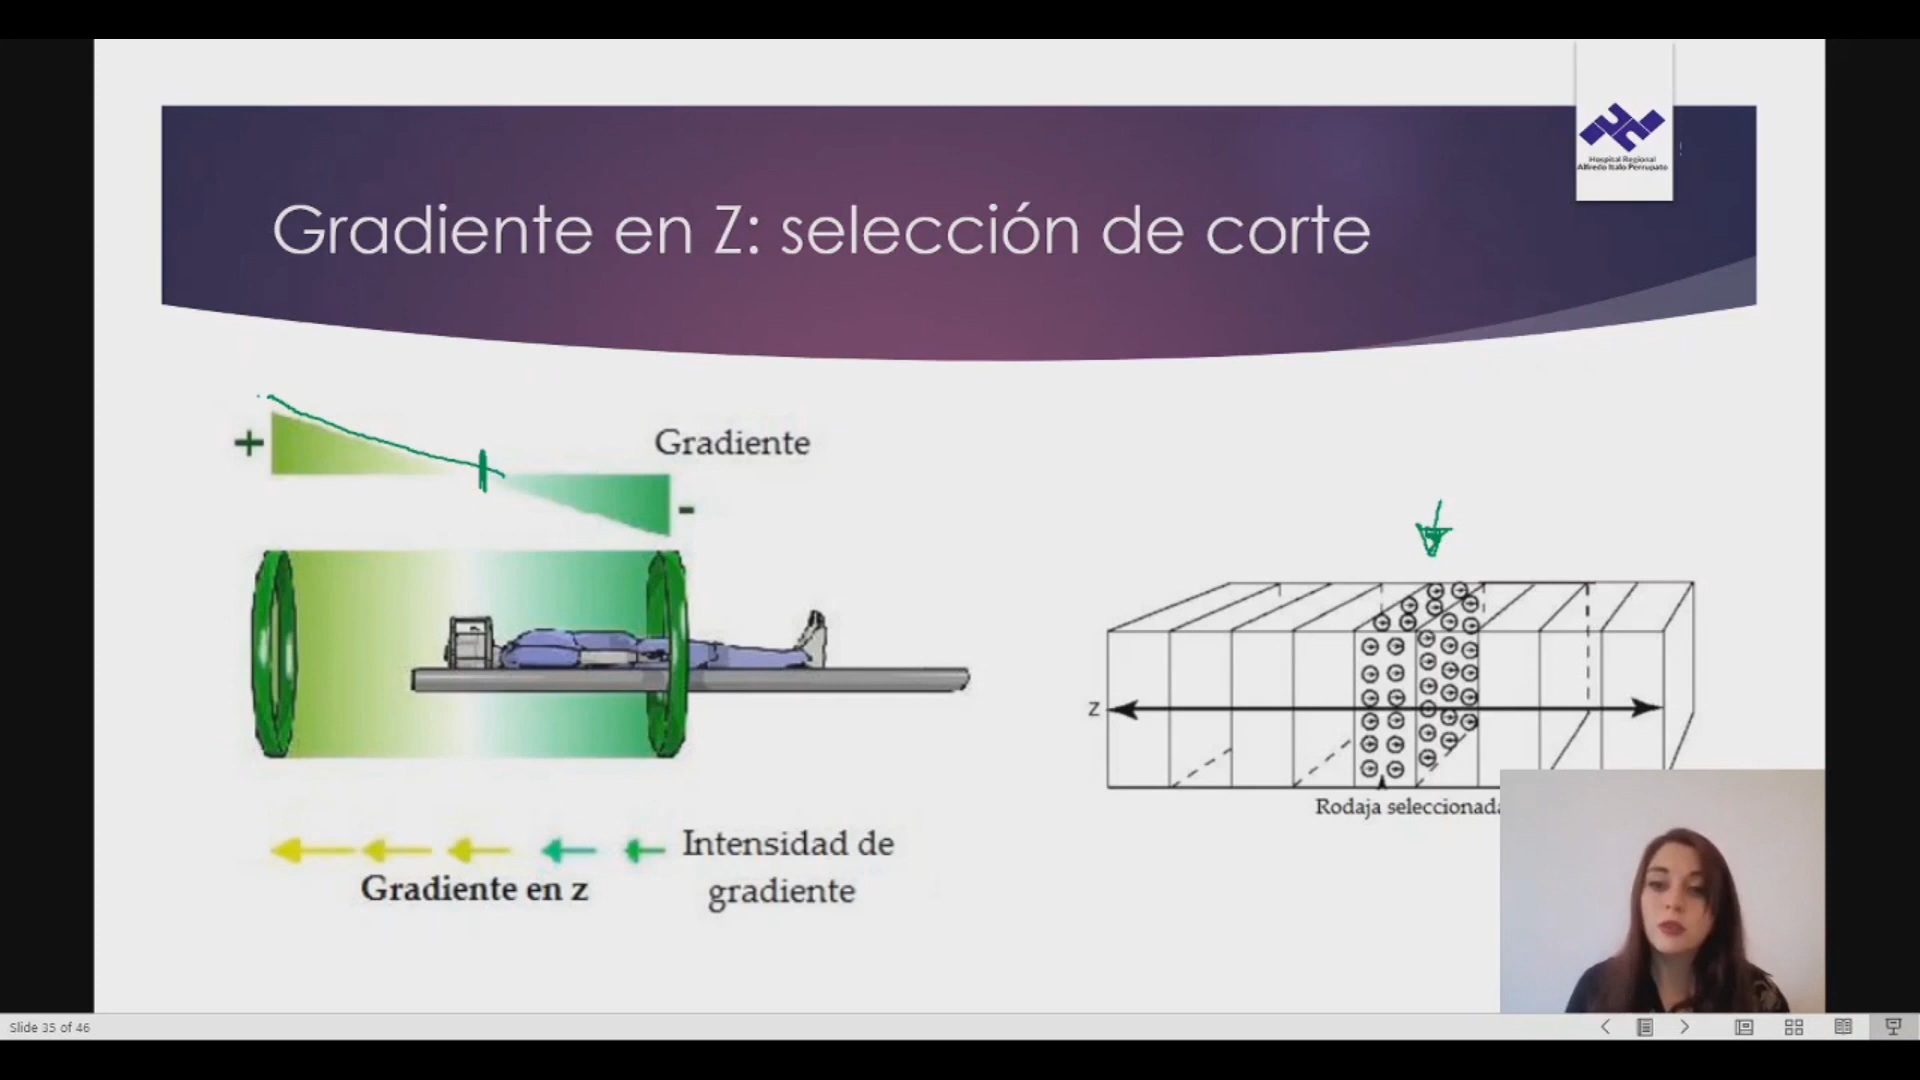 Hospital Regional
Alfredo Italo Perrupato
Gradiente en Z: selección de corte
+
Gradiente
-
Z
Rodaja seleccionada
Intensidad de
gradiente
Gradiente en z
Slide 35 of 46